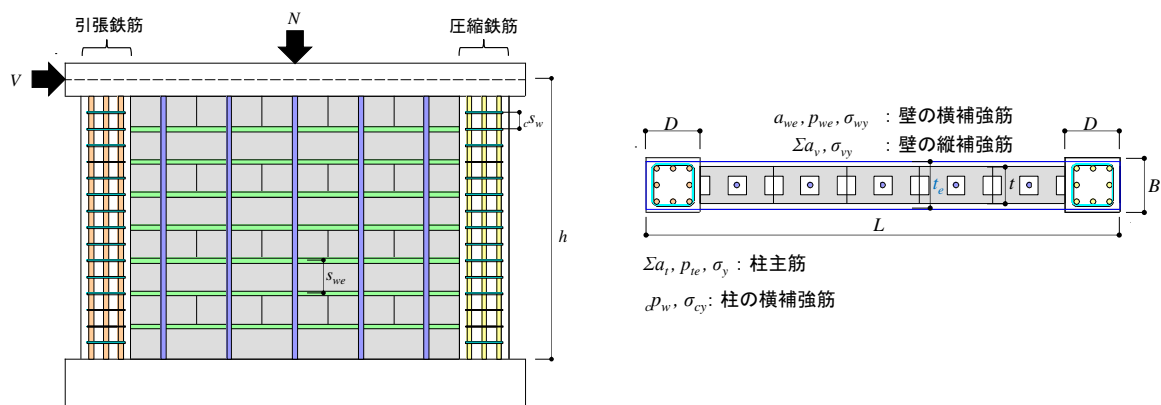 引張鉄筋
N
圧縮鉄筋
V
cSw
swe
h
D
D
awe, pwe, σwy ：壁の横補強筋
Σav, σvy ：壁の縦補強筋
te
t
B
L
Σat, pte, σy：柱主筋
cpw, σcy: 柱の横補強筋